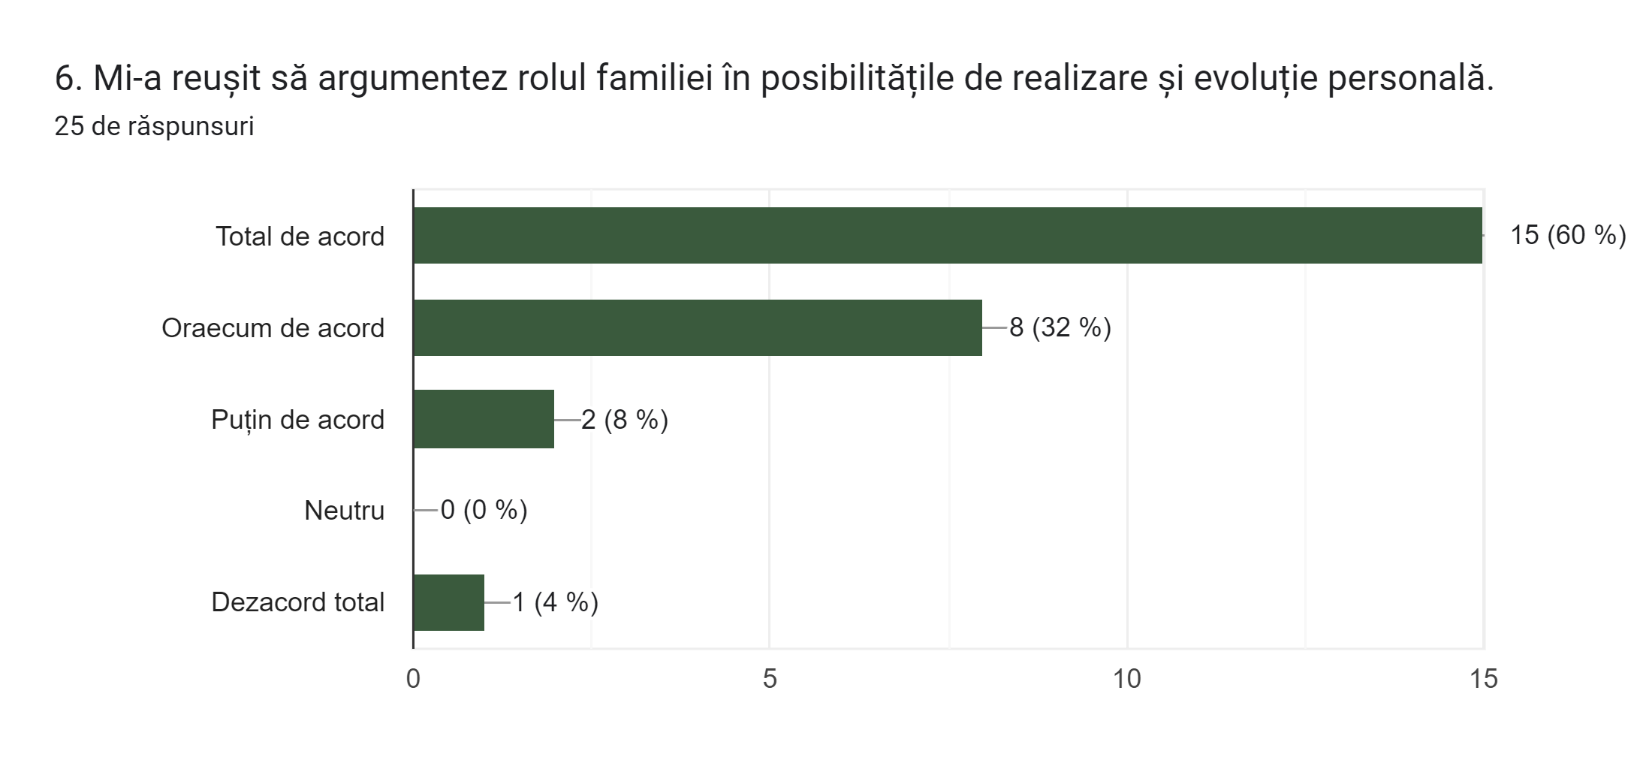 6. Mi-a reușit să argumentez rolul familiei în posibilitățile de realizare și evoluție personală.
25 de răspunsuri
Total de acord 15 (60 %)
Oraecum de acord 8 (32 %)
Puțin de acord 2 (8 %)
Neutru 0 (0 %)
Dezacord total 1 (4 %)
0 5 10 15